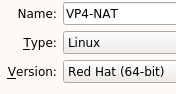 Name: VP4-NAT
Type: Linux
Version: Red Hat (64-bit)